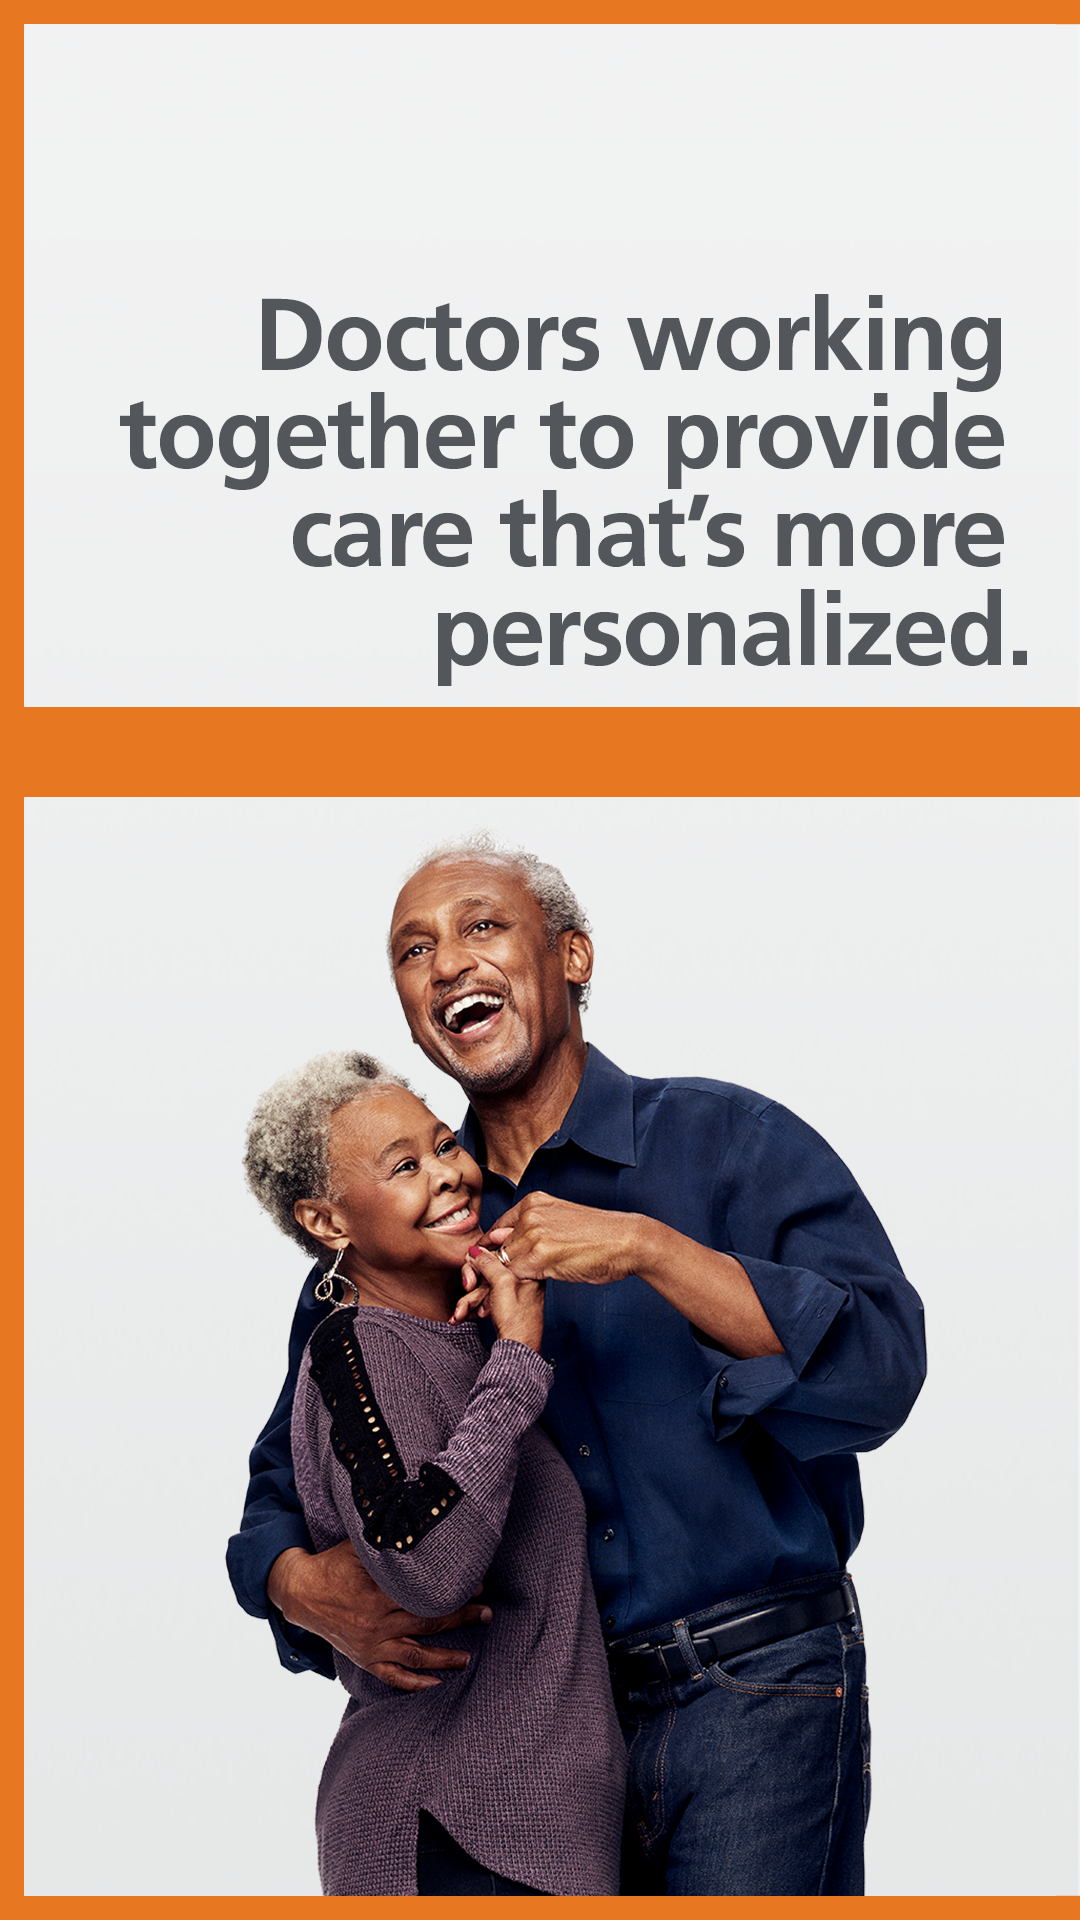 Doctors working
together to provide
care that’s more
personalized.